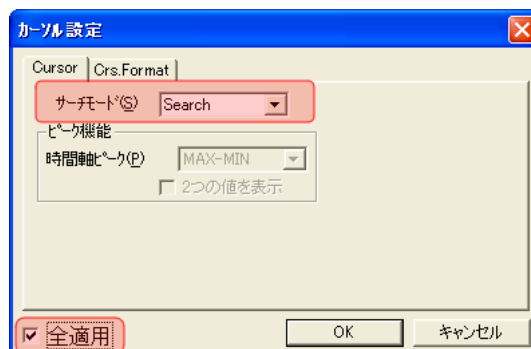 カーソル設定
Cursor Crs.Format
サーチモード(S) Search
ピーク機能
時間軸ピーク(P) MAX-MIN
2つの値を表示
全適用 OK キャンセル